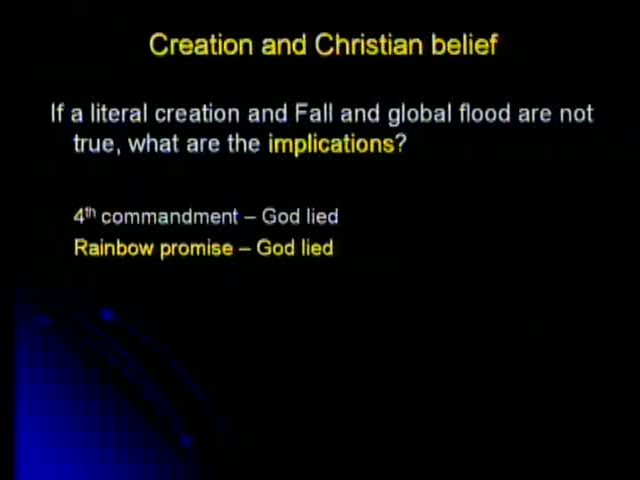 Creation and Christian belief
If a literal creation and Fall and global flood are not
true, what are the implications?
4th commandment – God lied
Rainbow promise – God lied